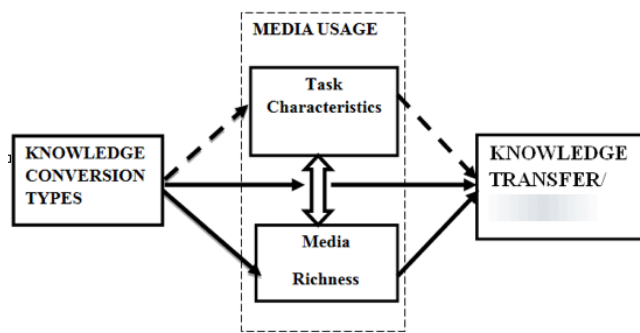 MEDIA USAGE
Task
Characteristics
KNOWLEDGE
CONVERSION
TYPES
KNOWLEDGE
TRANSFER/
Media
Richness